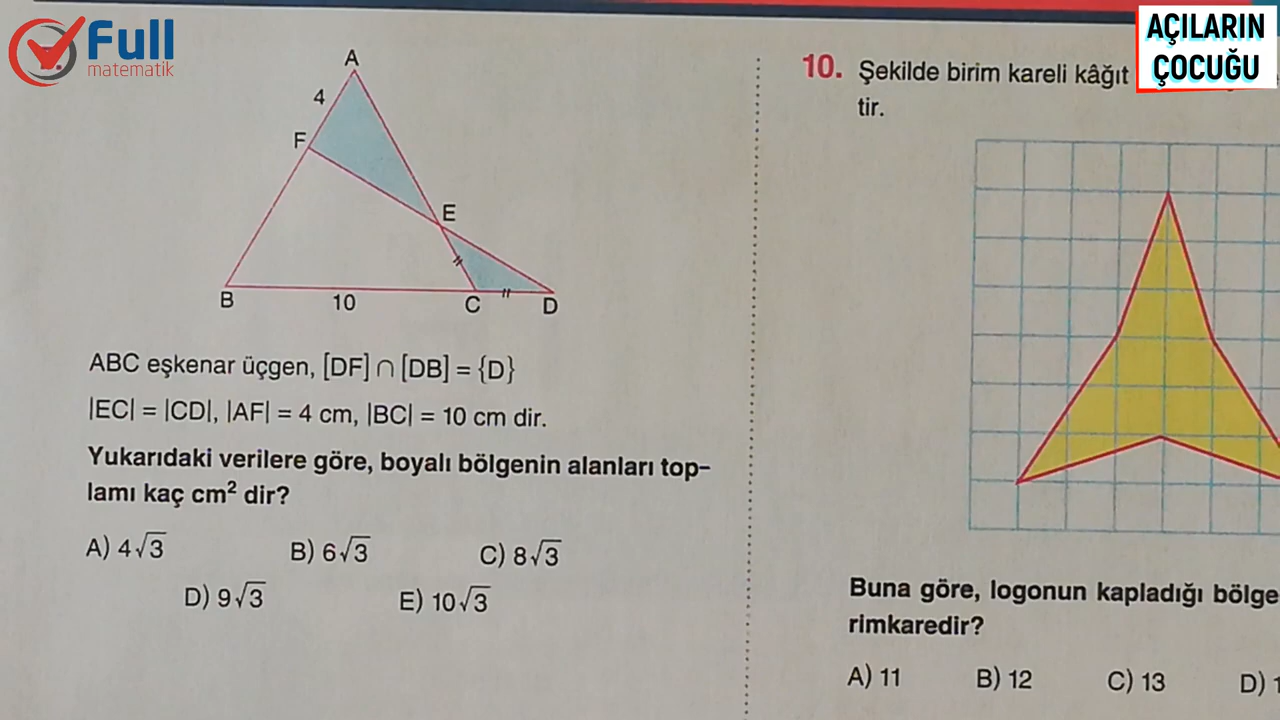 Full
matematik
AÇILARIN
ÇOCUĞU
A
4
F
E
B
10
C
D
ABC eşkenar üçgen, [DF] ∩ [DB] = {D}
|EC| = |CD|, |AF| = 4 cm, |BC| = 10 cm dir.
Yukarıdaki verilere göre, boyalı bölgenin alanları top-
lamı kaç cm² dir?
A) 4√3
B) 6√3
C) 8√3
D) 9√3
E) 10√3
10. Şekilde birim kareli kâğıt
tir.
Buna göre, logonun kapladığı bölge
rimkaredir?
A) 11
B) 12
C) 13
D) 1